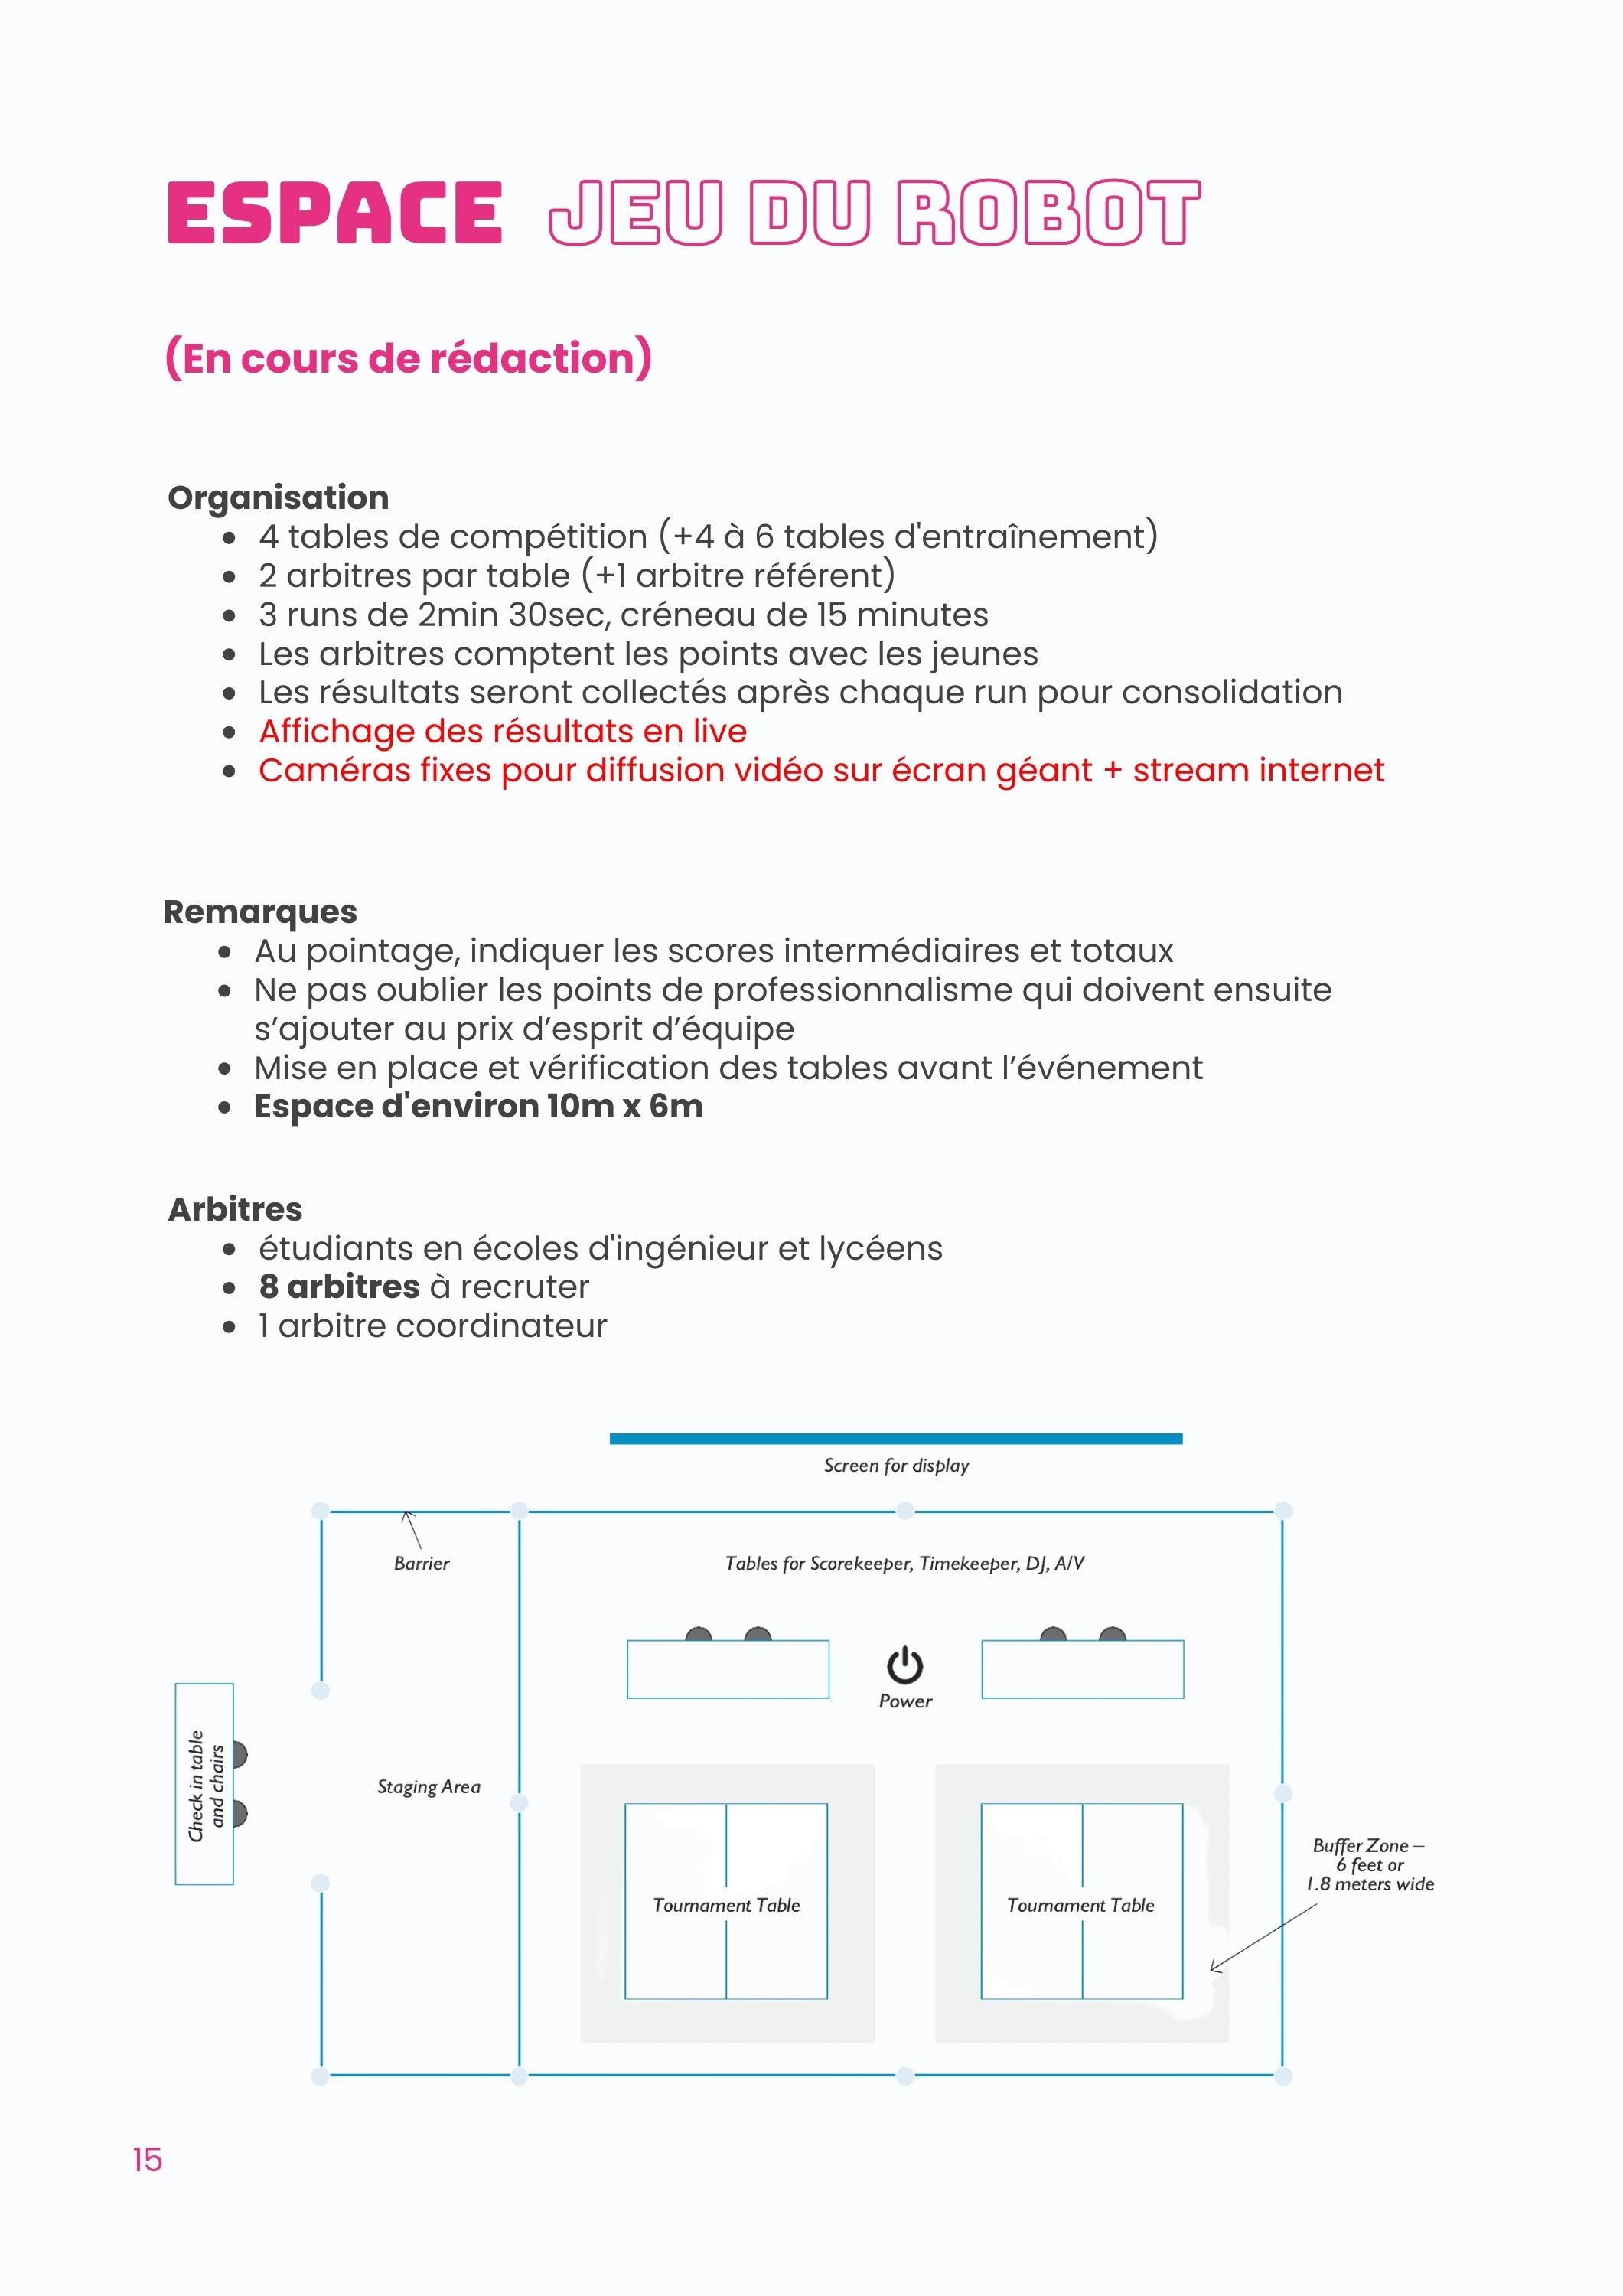 ESPACE JEU DU ROBOT
(En cours de rédaction)
Organisation
4 tables de compétition (+4 à 6 tables d'entraînement)
2 arbitres par table (+1 arbitre référent)
3 runs de 2min 30sec, créneau de 15 minutes
Les arbitres comptent les points avec les jeunes
Les résultats seront collectés après chaque run pour consolidation
Affichage des résultats en live
Caméras fixes pour diffusion vidéo sur écran géant + stream internet
Remarques
Au pointage, indiquer les scores intermédiaires et totaux
Ne pas oublier les points de professionnalisme qui doivent ensuite
s’ajouter au prix d’esprit d’équipe
Mise en place et vérification des tables avant l’événement
Espace d'environ 10m x 6m
Arbitres
étudiants en écoles d'ingénieur et lycéens
8 arbitres à recruter
1 arbitre coordinateur
Screen for display
Barrier
Tables for Scorekeeper, Timekeeper, DJ, A/V
Power
Check in table
and chairs
Staging Area
Tournament Table
Tournament Table
Buffer Zone –
6 feet or
1.8 meters wide
15